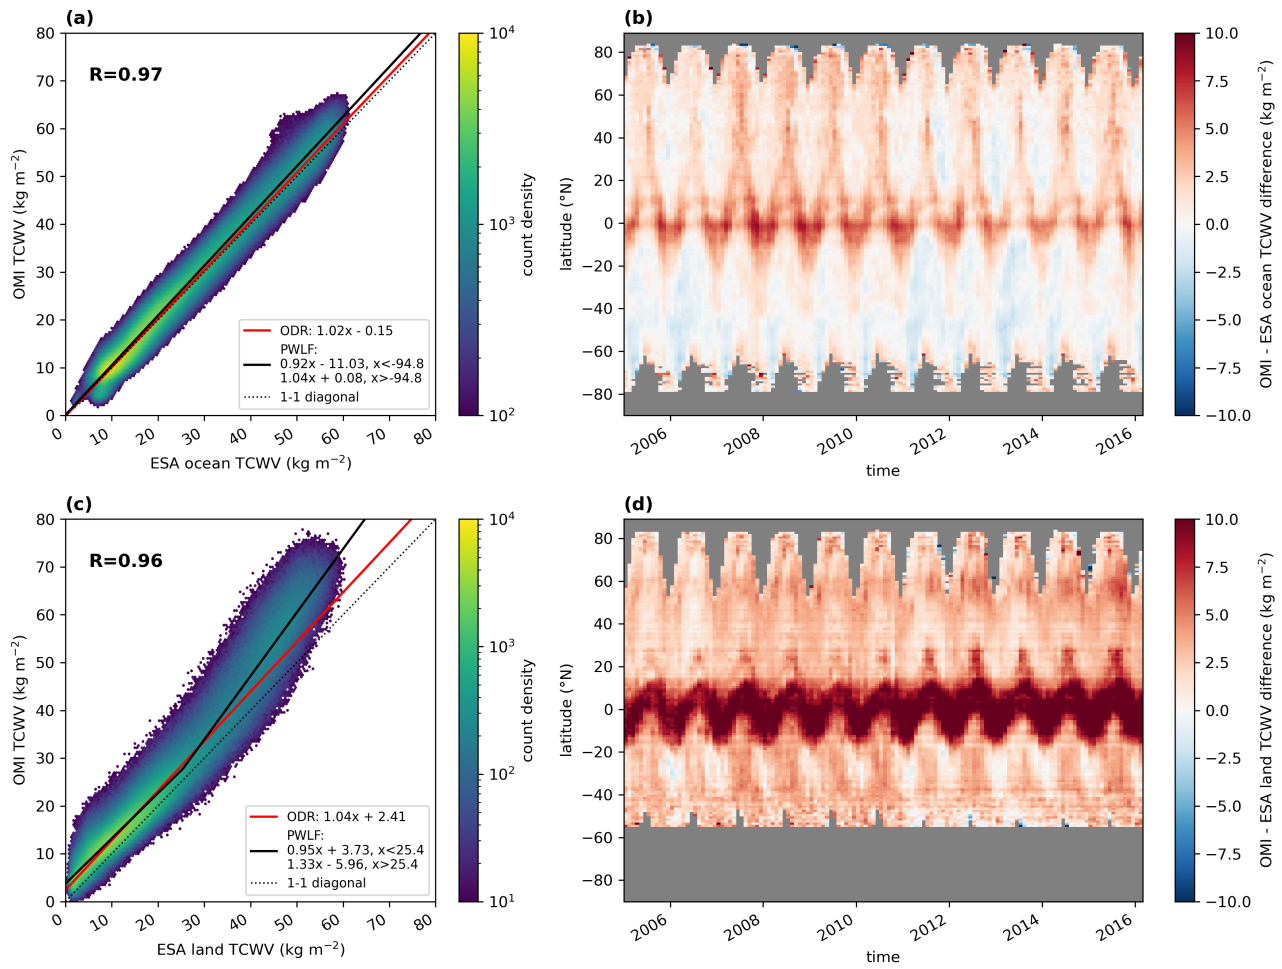 (a)
80
70
60
50
40
30
20
10
0
OMI TCWV (kg m⁻²)
R=0.97
ODR: 1.02x - 0.15
PWLF:
0.92x - 11.03, x<-94.8
1.04x + 0.08, x>-94.8
1-1 diagonal
0 10 20 30 40 50 60 70 80
ESA ocean TCWV (kg m⁻²)
10⁴
10³
10²
count density
(b)
80
60
40
20
0
−20
−40
−60
−80
latitude (°N)
2006 2008 2010 2012 2014 2016
time
10.0
7.5
5.0
2.5
0.0
−2.5
−5.0
−7.5
−10.0
OMI - ESA ocean TCWV difference (kg m⁻²)
(c)
80
70
60
50
40
30
20
10
0
OMI TCWV (kg m⁻²)
R=0.96
ODR: 1.04x + 2.41
PWLF:
0.95x + 3.73, x<25.4
1.33x - 5.96, x>25.4
1-1 diagonal
0 10 20 30 40 50 60 70 80
ESA land TCWV (kg m⁻²)
10⁴
10³
10²
10¹
count density
(d)
80
60
40
20
0
−20
−40
−60
−80
latitude (°N)
2006 2008 2010 2012 2014 2016
time
10.0
7.5
5.0
2.5
0.0
−2.5
−5.0
−7.5
−10.0
OMI - ESA land TCWV difference (kg m⁻²)